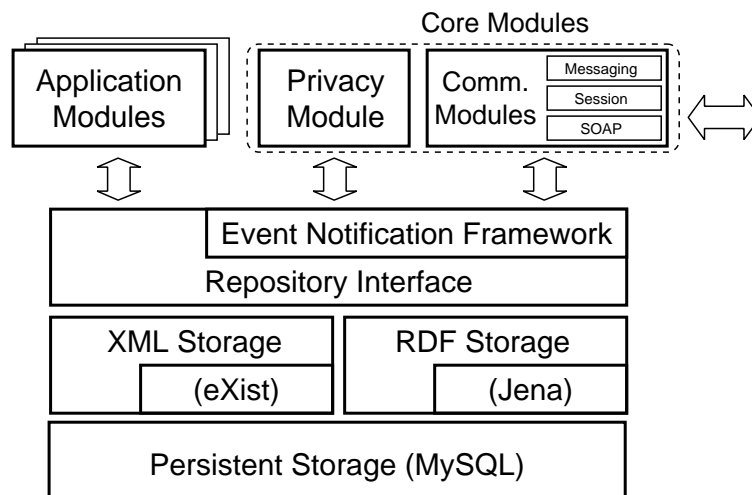 Core Modules
Application
Modules
Privacy
Module
Comm.
Modules
Messaging
Session
SOAP
Event Notification Framework
Repository Interface
XML Storage
(eXist)
RDF Storage
(Jena)
Persistent Storage (MySQL)